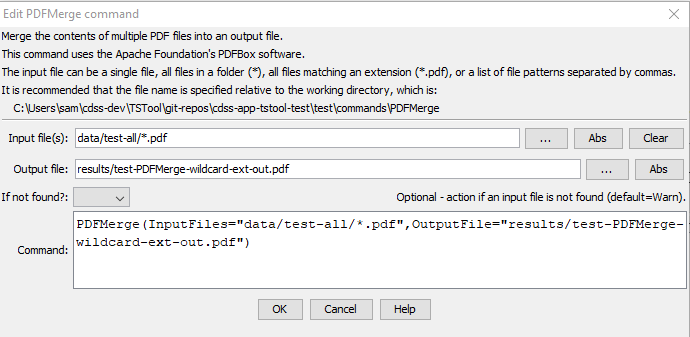 Edit PDFMerge command
Merge the contents of multiple PDF files into an output file.
This command uses the Apache Foundation's PDFBox software.
The input file can be a single file, all files in a folder (*), all files matching an extension (*.pdf), or a list of file patterns separated by commas.
It is recommended that the file name is specified relative to the working directory, which is:
C:\Users\sam\cdss-dev\TSTool\git-repos\cdss-app-tstool-test\test\commands\PDFMerge
Input file(s): data/test-all/*.pdf ... Abs Clear
Output file: results/test-PDFMerge-wildcard-ext-out.pdf ... Abs
If not found?: Optional - action if an input file is not found (default=Warn).
PDFMerge(InputFiles="data/test-all/*.pdf",OutputFile="results/test-PDFMerge-
wildcard-ext-out.pdf")
Command:
OK Cancel Help